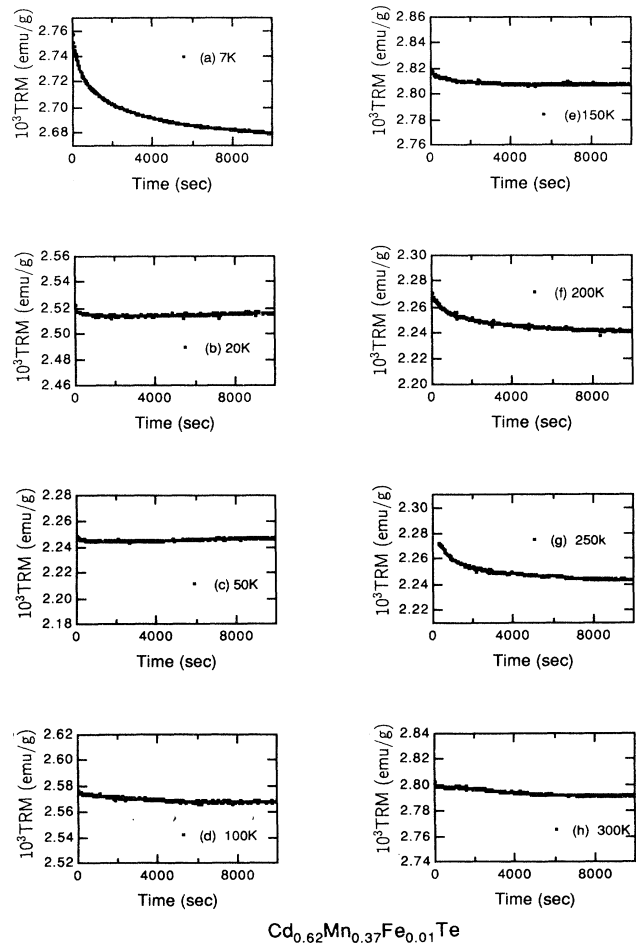 10³TRM (emu/g)
2.76
2.74
2.72
2.70
2.68
(a) 7K
0
4000
8000
Time (sec)
10³TRM (emu/g)
2.86
2.84
2.82
2.80
2.78
2.76
(e)150K
0
4000
8000
Time (sec)
10³TRM (emu/g)
2.56
2.54
2.52
2.50
2.48
2.46
(b) 20K
0
4000
8000
Time (sec)
10³TRM (emu/g)
2.30
2.28
2.26
2.24
2.22
2.20
(f) 200K
0
4000
8000
Time (sec)
10³TRM (emu/g)
2.28
2.26
2.24
2.22
2.20
2.18
(c) 50K
0
4000
8000
Time (sec)
10³TRM (emu/g)
2.30
2.28
2.26
2.24
2.22
(g) 250k
0
4000
8000
Time (sec)
10³TRM (emu/g)
2.62
2.60
2.58
2.56
2.54
2.52
(d) 100K
0
4000
8000
Time (sec)
10³TRM (emu/g)
2.84
2.82
2.80
2.78
2.76
2.74
(h) 300K
0
4000
8000
Time (sec)
Cd₀.₆₂Mn₀.₃₇Fe₀.₀₁Te